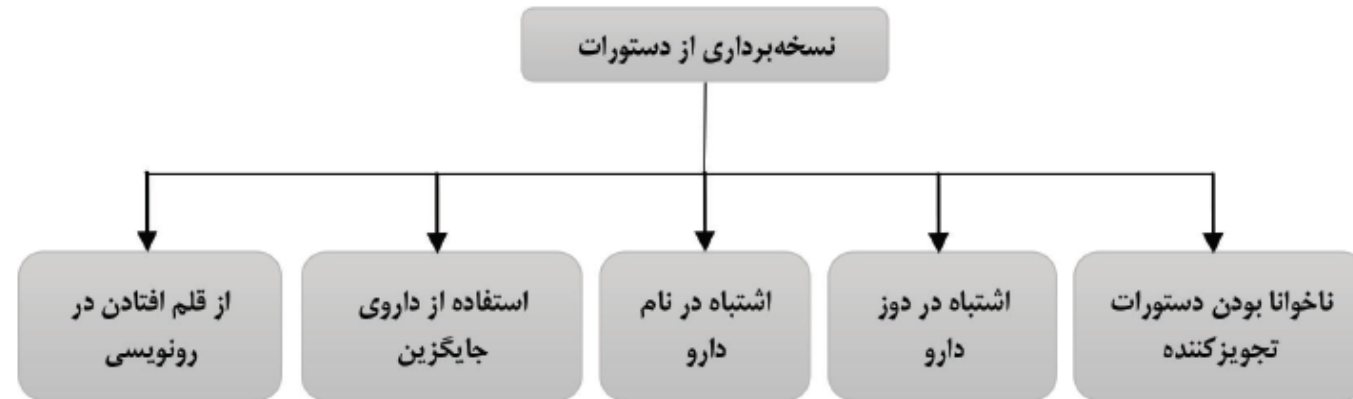 نسخه‌برداری از دستورات
ناخوانا بودن دستورات
تجویزکننده
اشتباه در دوز
دارو
اشتباه در نام
دارو
استفاده از داروی
جایگزین
از قلم افتادن در
رونویسی